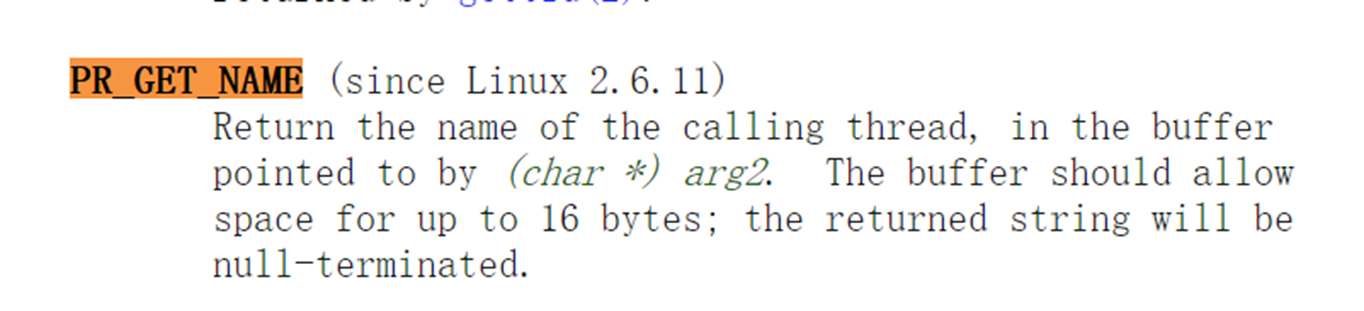 PR_GET_NAME (since Linux 2.6.11)
Return the name of the calling thread, in the buffer
pointed to by (char *) arg2. The buffer should allow
space for up to 16 bytes; the returned string will be
null-terminated.